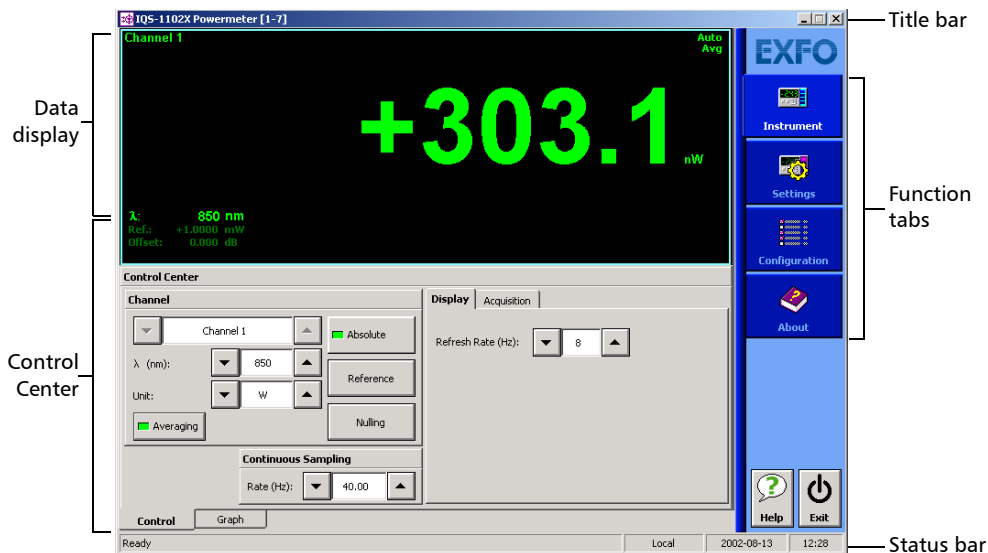 IQS-1102X Powermeter [1-7]
Title bar
Channel 1
Auto
Avg
EXFO
Data
display
+303.1 nW
Instrument
Settings
Function
tabs
λ: 850 nm
Ref.: +1.0000 mW
Offset: 0.000 dB
Configuration
About
Control Center
Control
Center
Channel
Channel 1
Absolute
λ (nm): 850
Reference
Unit: W
Averaging
Nulling
Continuous Sampling
Rate (Hz): 40.00
Display Acquisition
Refresh Rate (Hz): 8
Control Graph
Help Exit
Ready Local 2002-08-13 12:28
Status bar